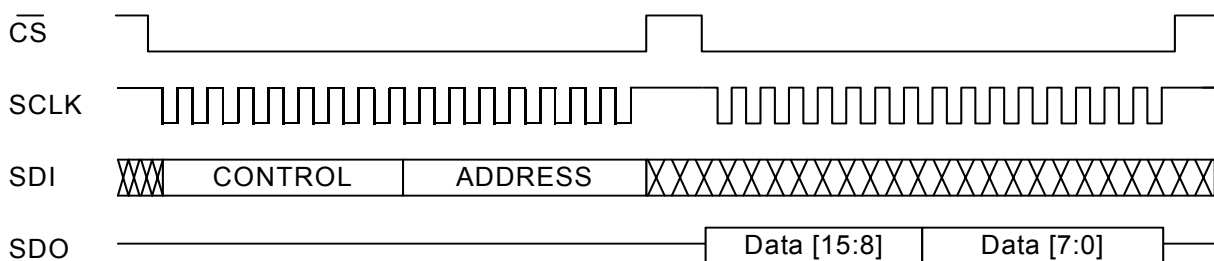 CS
SCLK
SDI CONTROL ADDRESS
SDO Data [15:8] Data [7:0]